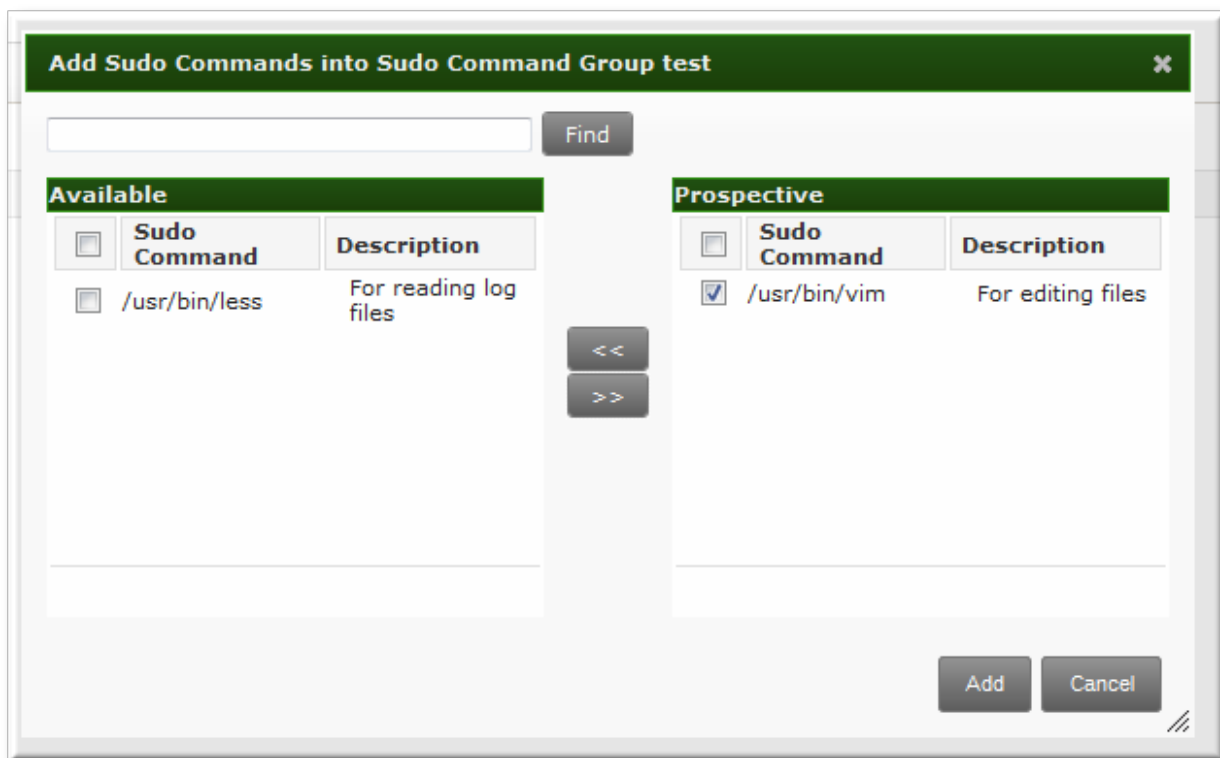 Add Sudo Commands into Sudo Command Group test
Find
Available
Sudo
Command
Description
/usr/bin/less
For reading log
files
<<
>>
Prospective
Sudo
Command
Description
/usr/bin/vim
For editing files
Add
Cancel